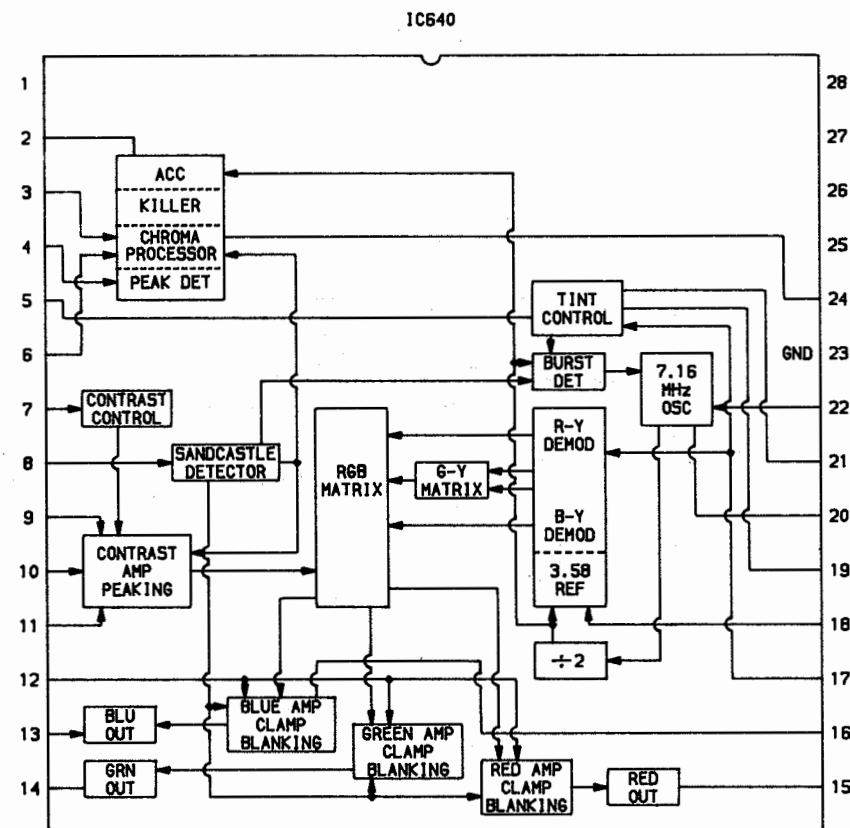 IC640
1
28
2
27
ACC
3
26
KILLER
CHROMA
PROCESSOR
4
25
PEAK DET
5
TINT
CONTROL
24
6
GND
23
BURST
DET
7.16
MHz
OSC
7
CONTRAST
CONTROL
22
R-Y
DEMOD
8
SANDCASTLE
DETECTOR
RGB
MATRIX
G-Y
MATRIX
21
9
B-Y
DEMOD
20
10
CONTRAST
AMP
PEAKING
3.58
REF
19
11
18
÷2
12
17
13
BLU
OUT
BLUE AMP
CLAMP
BLANKING
GREEN AMP
CLAMP
BLANKING
16
14
GRN
OUT
RED AMP
CLAMP
BLANKING
RED
OUT
15